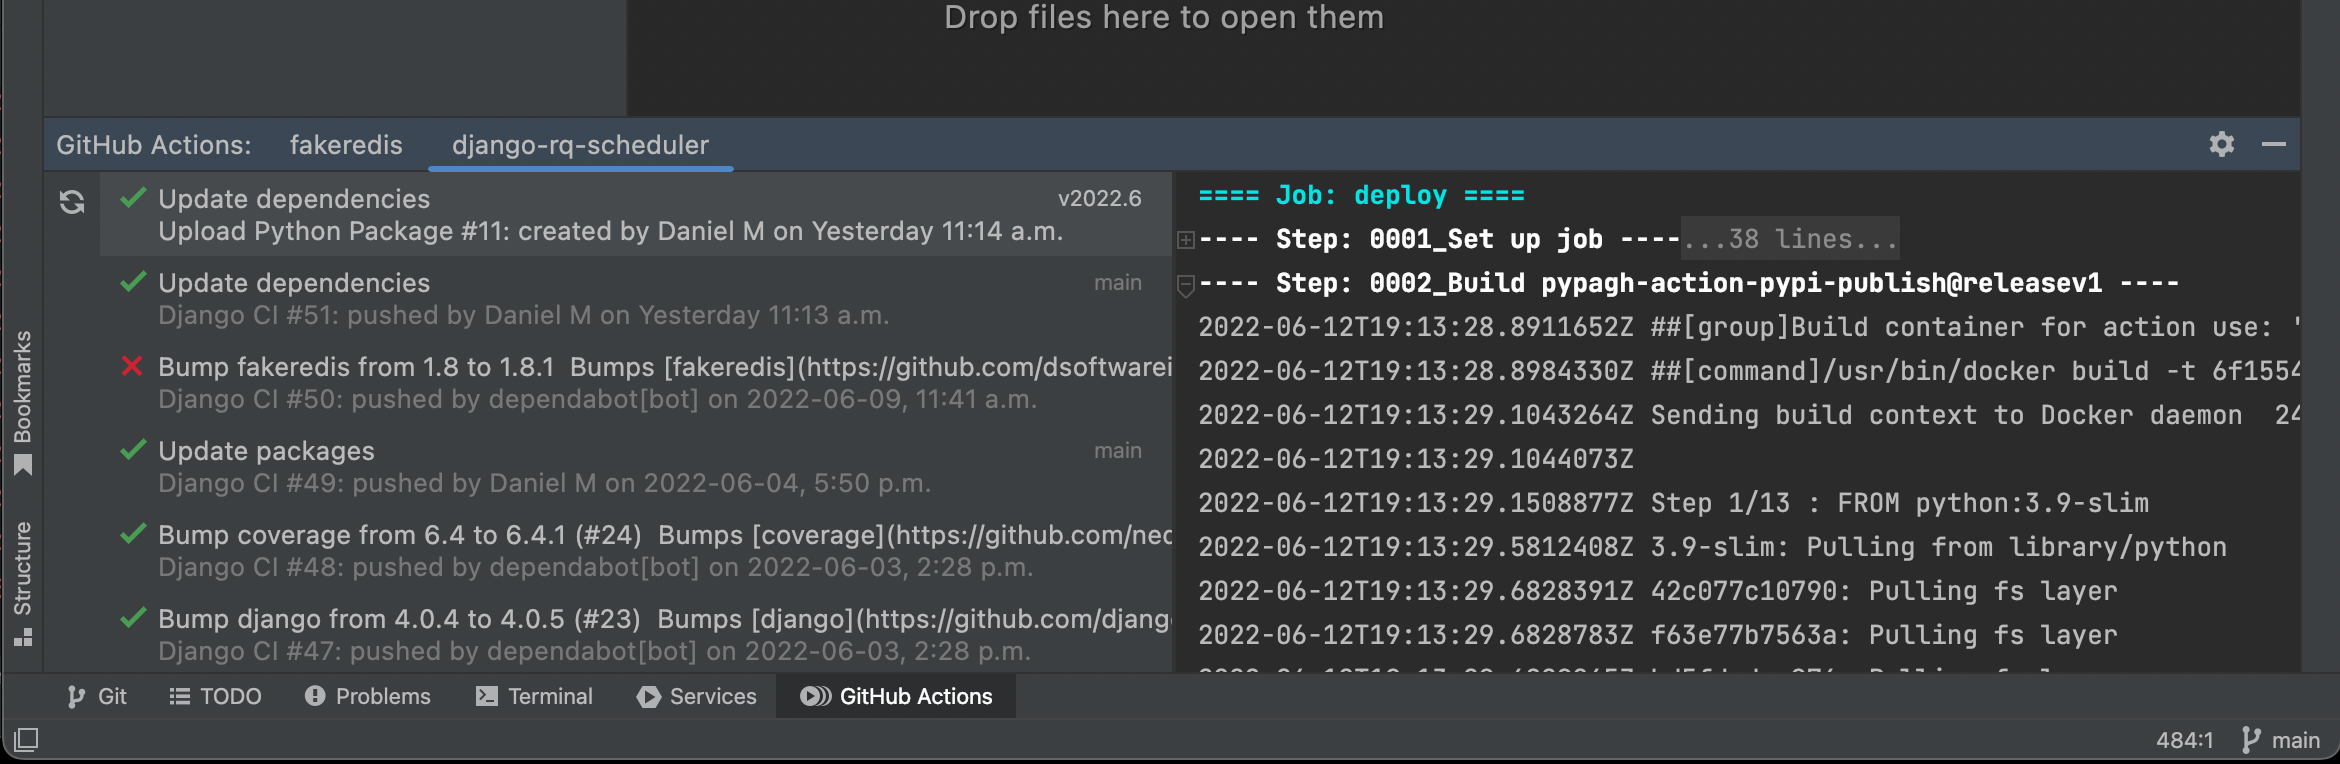 Drop files here to open them
GitHub Actions: fakeredis django-rq-scheduler
Update dependencies v2022.6
Upload Python Package #11: created by Daniel M on Yesterday 11:14 a.m.
Update dependencies main
Django CI #51: pushed by Daniel M on Yesterday 11:13 a.m.
Bump fakeredis from 1.8 to 1.8.1 Bumps [fakeredis](https://github.com/dsoftwarei
Django CI #50: pushed by dependabot[bot] on 2022-06-09, 11:41 a.m.
Update packages main
Django CI #49: pushed by Daniel M on 2022-06-04, 5:50 p.m.
Bump coverage from 6.4 to 6.4.1 (#24) Bumps [coverage](https://github.com/nec
Django CI #48: pushed by dependabot[bot] on 2022-06-03, 2:28 p.m.
Bump django from 4.0.4 to 4.0.5 (#23) Bumps [django](https://github.com/djang
Django CI #47: pushed by dependabot[bot] on 2022-06-03, 2:28 p.m.
==== Job: deploy ====
---- Step: 0001_Set up job ----...38 lines...
---- Step: 0002_Build pypagh-action-pypi-publish@releasev1 ----
2022-06-12T19:13:28.8911652Z ##[group]Build container for action use: '
2022-06-12T19:13:28.8984330Z ##[command]/usr/bin/docker build -t 6f1554
2022-06-12T19:13:29.1043264Z Sending build context to Docker daemon 24
2022-06-12T19:13:29.1044073Z
2022-06-12T19:13:29.1508877Z Step 1/13 : FROM python:3.9-slim
2022-06-12T19:13:29.5812408Z 3.9-slim: Pulling from library/python
2022-06-12T19:13:29.6828391Z 42c077c10790: Pulling fs layer
2022-06-12T19:13:29.6828783Z f63e77b7563a: Pulling fs layer
Bookmarks
Structure
Git TODO Problems Terminal Services GitHub Actions
484:1 main